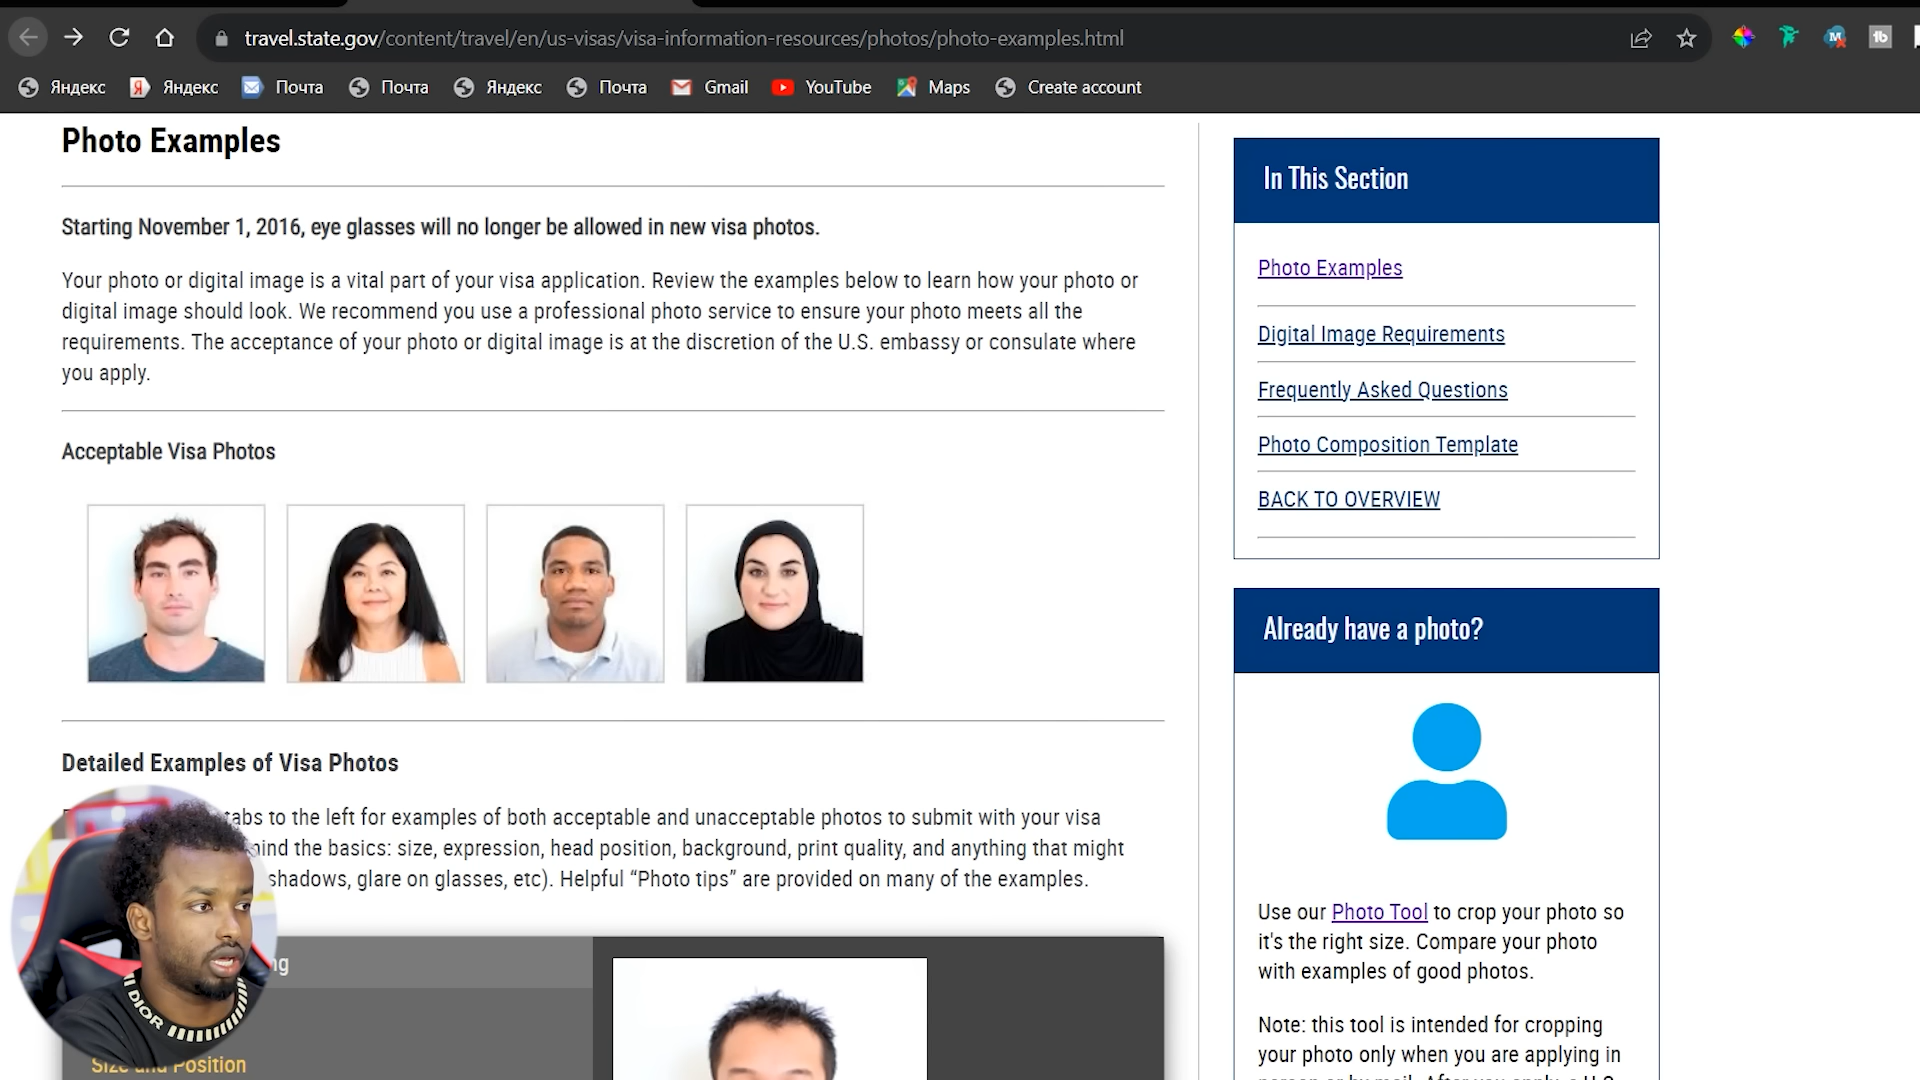 travel.state.gov/content/travel/en/us-visas/visa-information-resources/photos/photo-examples.html
Яндекс
Яндекс
Почта
Почта
Яндекс
Почта
Gmail
YouTube
Maps
Create account
Photo Examples
Starting November 1, 2016, eye glasses will no longer be allowed in new visa photos.
Your photo or digital image is a vital part of your visa application. Review the examples below to learn how your photo or
digital image should look. We recommend you use a professional photo service to ensure your photo meets all the
requirements. The acceptance of your photo or digital image is at the discretion of the U.S. embassy or consulate where
you apply.
Acceptable Visa Photos
Detailed Examples of Visa Photos
tabs to the left for examples of both acceptable and unacceptable photos to submit with your visa
the basics: size, expression, head position, background, print quality, and anything that might
shadows, glare on glasses, etc). Helpful “Photo tips” are provided on many of the examples.
DIOR
Size and Position
In This Section
Photo Examples
Digital Image Requirements
Frequently Asked Questions
Photo Composition Template
BACK TO OVERVIEW
Already have a photo?
Use our Photo Tool to crop your photo so
it's the right size. Compare your photo
with examples of good photos.
Note: this tool is intended for cropping
your photo only when you are applying in